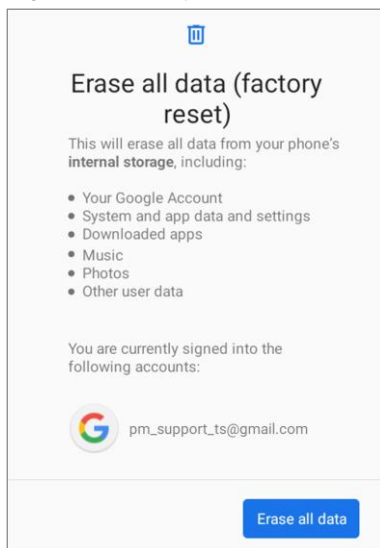 Erase all data (factory
reset)
This will erase all data from your phone's
internal storage, including:
• Your Google Account
• System and app data and settings
• Downloaded apps
• Music
• Photos
• Other user data
You are currently signed into the
following accounts:
G pm_support_ts@gmail.com
Erase all data